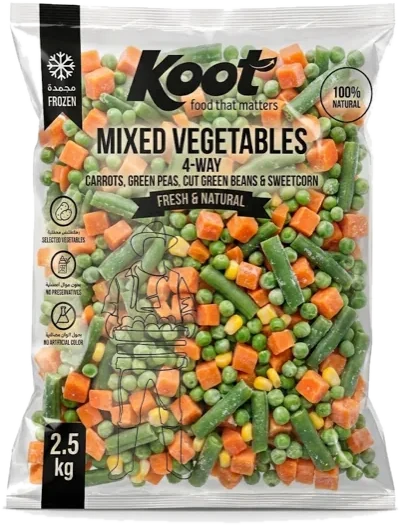 مجمدة
FROZEN
Koot
food that matters
100%
NATURAL
MIXED VEGETABLES
4-WAY
CARROTS, GREEN PEAS, CUT GREEN BEANS & SWEETCORN
FRESH & NATURAL
SELECTED VEGETABLES
NO PRESERVATIVES
NO ARTIFICIAL COLOR
2.5
kg